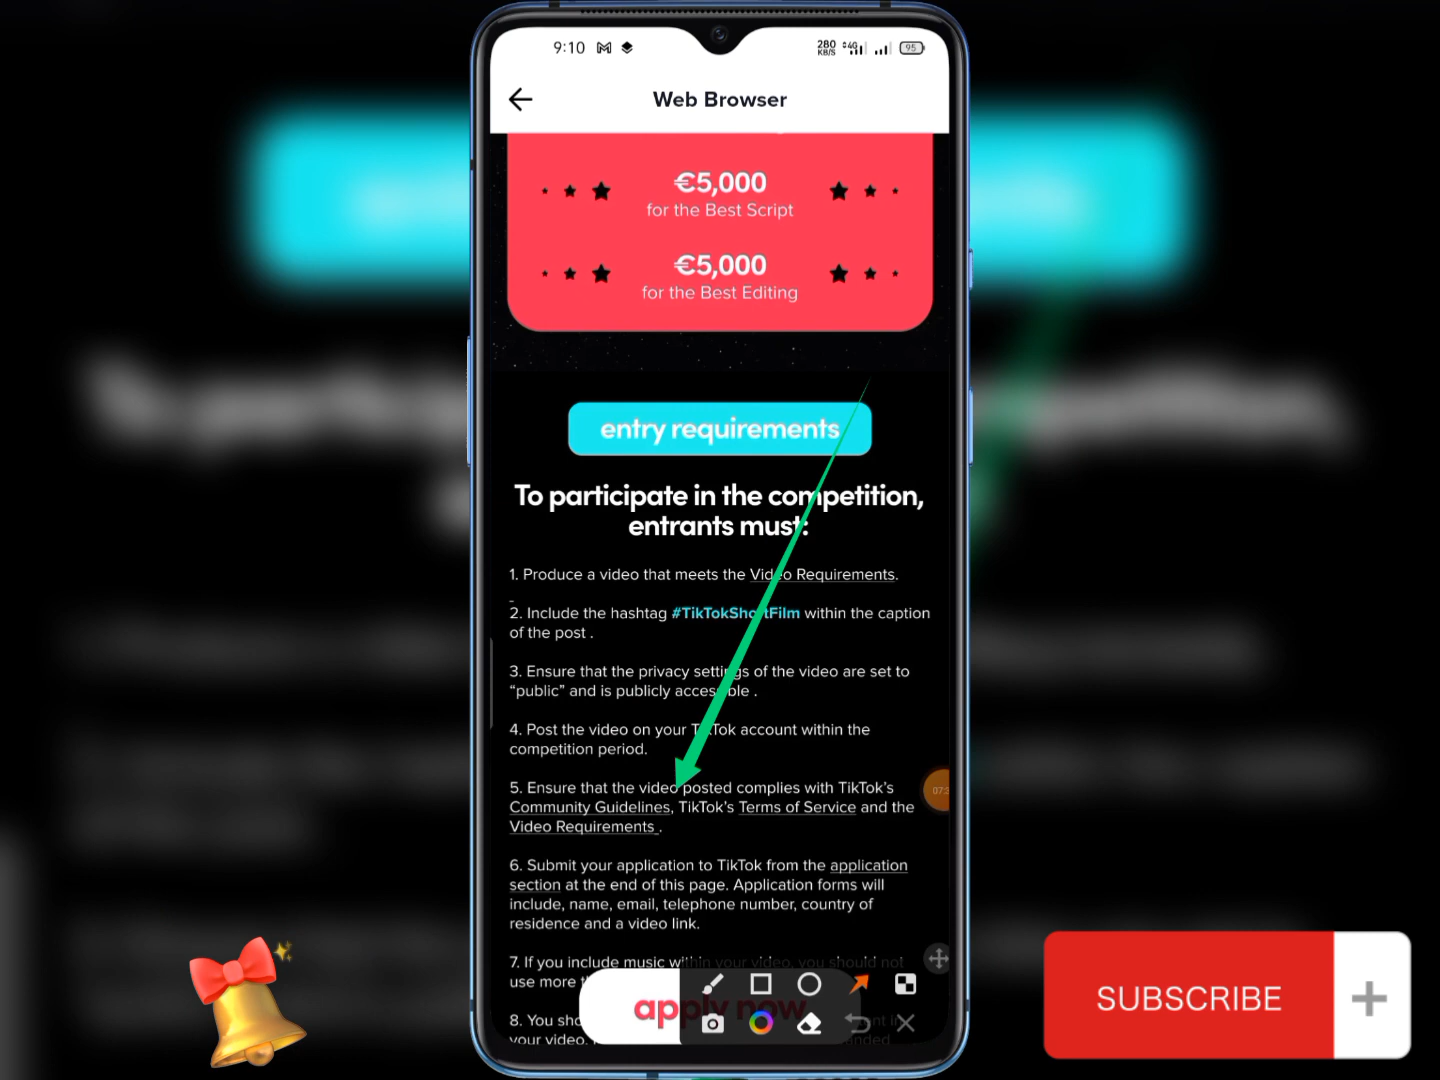 9:10
280
KB/S
4G
95
Web Browser
€5,000
for the Best Script
€5,000
for the Best Editing
entry requirements
To participate in the competition,
entrants must:
1. Produce a video that meets the Video Requirements.
2. Include the hashtag #TikTokShortFilm within the caption
of the post .
3. Ensure that the privacy settings of the video are set to
“public” and is publicly accessible .
4. Post the video on your TikTok account within the
competition period.
5. Ensure that the video posted complies with TikTok’s
Community Guidelines, TikTok’s Terms of Service and the
Video Requirements .
6. Submit your application to TikTok from the application
section at the end of this page. Application forms will
include, name, email, telephone number, country of
residence and a video link.
7. If you include music within your video, you should not
use more
apply now
8. You
your video.
SUBSCRIBE